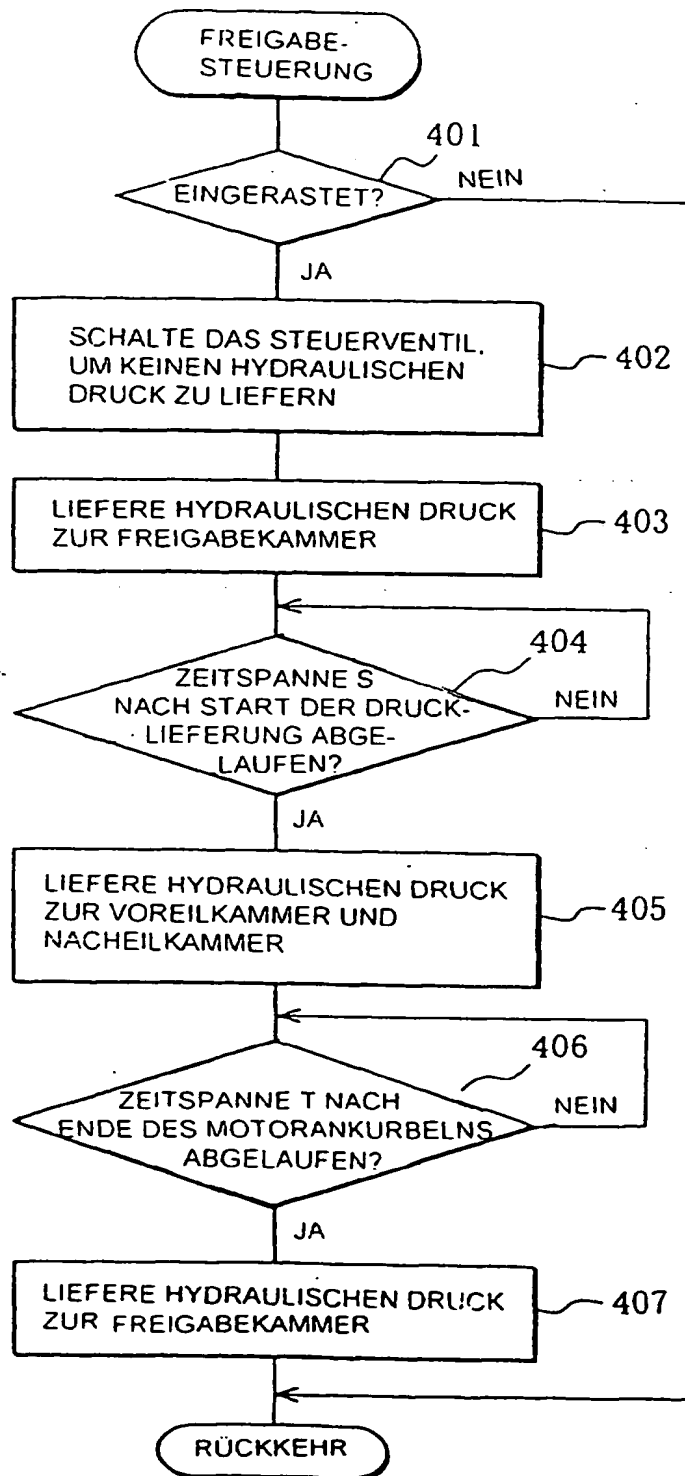 FREIGABE-
STEUERUNG
401
EINGERASTET?
NEIN
JA
SCHALTE DAS STEUERVENTIL,
UM KEINEN HYDRAULISCHEN
DRUCK ZU LIEFERN
402
LIEFERE HYDRAULISCHEN DRUCK
ZUR FREIGABEKAMMER
403
404
ZEITSPANNE S
NACH START DER DRUCK-
LIEFERUNG ABGE-
LAUFEN?
NEIN
JA
LIEFERE HYDRAULISCHEN DRUCK
ZUR VOREILKAMMER UND
NACHEILKAMMER
405
406
ZEITSPANNE T NACH
ENDE DES MOTORANKURBELNS
ABGELAUFEN?
NEIN
JA
LIEFERE HYDRAULISCHEN DRUCK
ZUR FREIGABEKAMMER
407
RÜCKKEHR